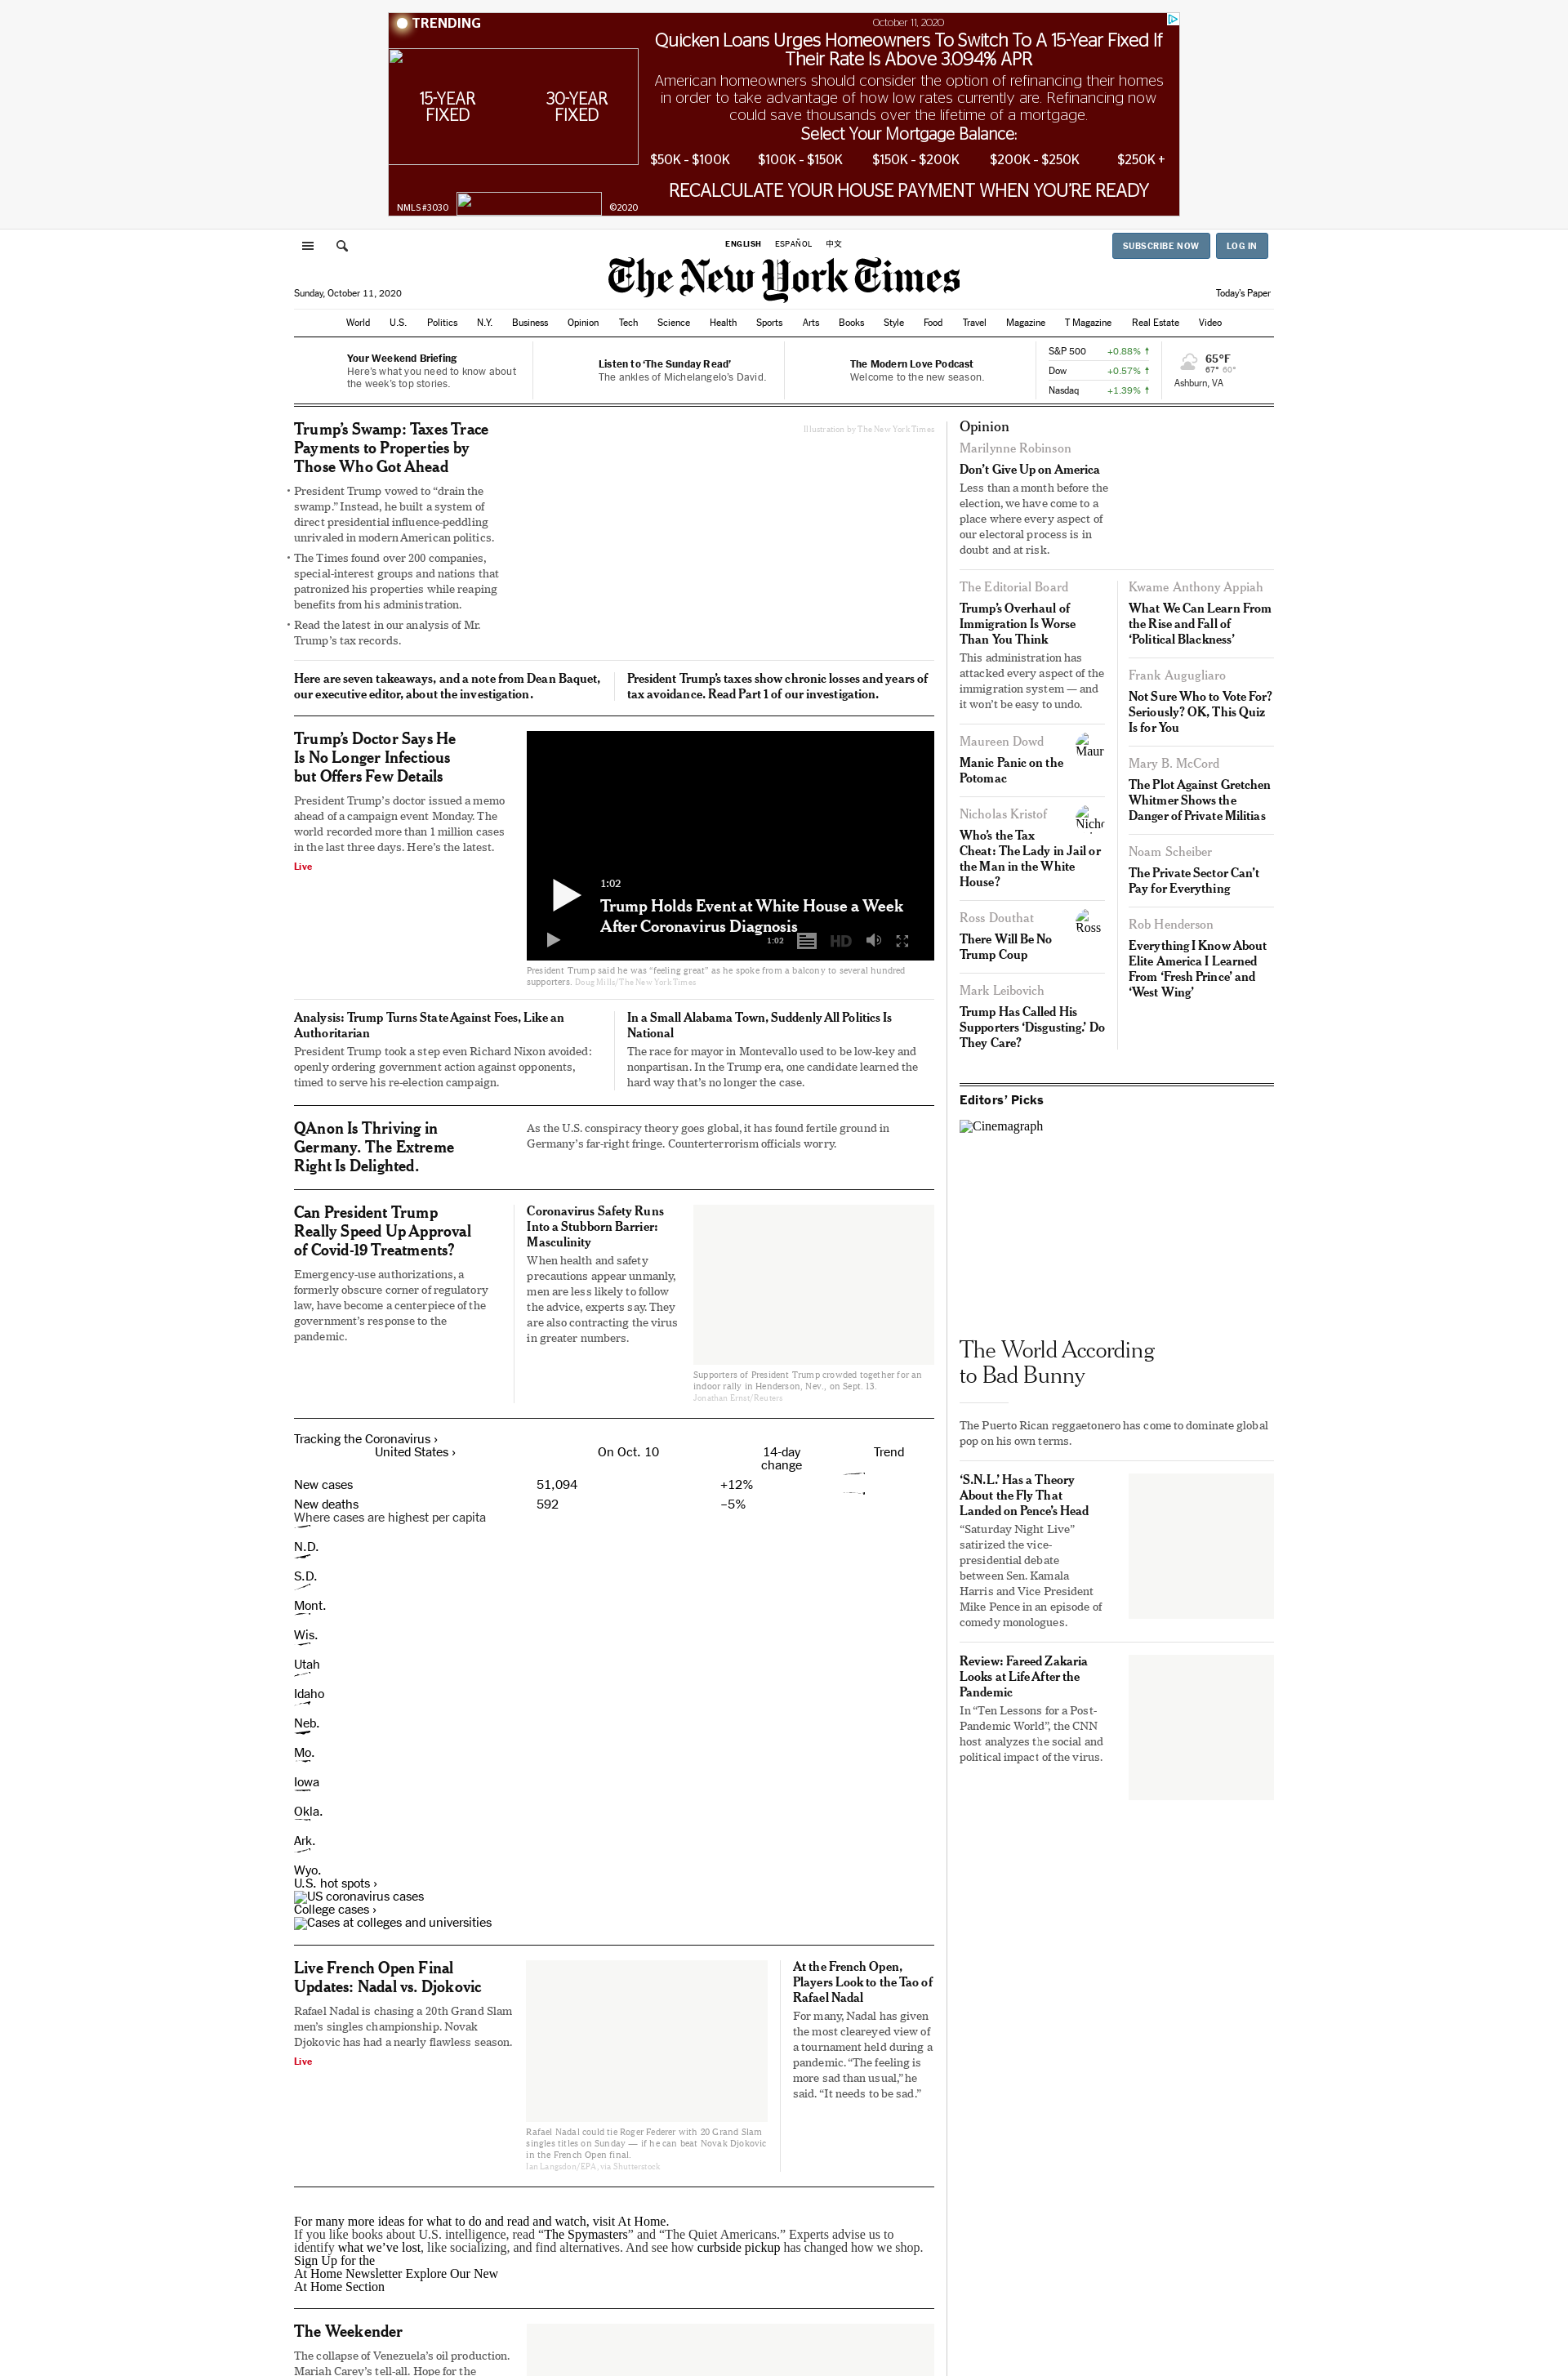 TRENDING
October 11, 2020
Quicken Loans Urges Homeowners To Switch To A 15-Year Fixed If
Their Rate Is Above 3.094% APR
American homeowners should consider the option of refinancing their homes
in order to take advantage of how low rates currently are. Refinancing now
could save thousands over the lifetime of a mortgage.
15-YEAR
FIXED
30-YEAR
FIXED
Select Your Mortgage Balance:
$50K - $100K
$100K - $150K
$150K - $200K
$200K - $250K
$250K +
RECALCULATE YOUR HOUSE PAYMENT WHEN YOU'RE READY
NMLS #3030
©2020
ENGLISH
ESPAÑOL
中文
SUBSCRIBE NOW
LOG IN
The New York Times
Sunday, October 11, 2020
Today's Paper
World
U.S.
Politics
N.Y.
Business
Opinion
Tech
Science
Health
Sports
Arts
Books
Style
Food
Travel
Magazine
T Magazine
Real Estate
Video
Your Weekend Briefing
Here's what you need to know about
the week's top stories.
Listen to 'The Sunday Read'
The ankles of Michelangelo's David.
The Modern Love Podcast
Welcome to the new season.
S&P 500 +0.88% ↑
Dow +0.57% ↑
Nasdaq +1.39% ↑
65°F
67° 60°
Ashburn, VA
Trump's Swamp: Taxes Trace
Payments to Properties by
Those Who Got Ahead
• President Trump vowed to “drain the
swamp.” Instead, he built a system of
direct presidential influence-peddling
unrivaled in modern American politics.
• The Times found over 200 companies,
special-interest groups and nations that
patronized his properties while reaping
benefits from his administration.
• Read the latest in our analysis of Mr.
Trump's tax records.
Illustration by The New York Times
Here are seven takeaways, and a note from Dean Baquet,
our executive editor, about the investigation.
President Trump's taxes show chronic losses and years of
tax avoidance. Read Part 1 of our investigation.
Trump's Doctor Says He
Is No Longer Infectious
but Offers Few Details
President Trump's doctor issued a memo
ahead of a campaign event Monday. The
world recorded more than 1 million cases
in the last three days. Here's the latest.
Live
1:02
Trump Holds Event at White House a Week
After Coronavirus Diagnosis
1:02
HD
President Trump said he was “feeling great” as he spoke from a balcony to several hundred
supporters. Doug Mills/The New York Times
Analysis: Trump Turns State Against Foes, Like an
Authoritarian
President Trump took a step even Richard Nixon avoided:
openly ordering government action against opponents,
timed to serve his re-election campaign.
In a Small Alabama Town, Suddenly All Politics Is
National
The race for mayor in Montevallo used to be low-key and
nonpartisan. In the Trump era, one candidate learned the
hard way that's no longer the case.
QAnon Is Thriving in
Germany. The Extreme
Right Is Delighted.
As the U.S. conspiracy theory goes global, it has found fertile ground in
Germany's far-right fringe. Counterterrorism officials worry.
Can President Trump
Really Speed Up Approval
of Covid-19 Treatments?
Emergency-use authorizations, a
formerly obscure corner of regulatory
law, have become a centerpiece of the
government's response to the
pandemic.
Coronavirus Safety Runs
Into a Stubborn Barrier:
Masculinity
When health and safety
precautions appear unmanly,
men are less likely to follow
the advice, experts say. They
are also contracting the virus
in greater numbers.
Supporters of President Trump crowded together for an
indoor rally in Henderson, Nev., on Sept. 13.
Jonathan Ernst/Reuters
Tracking the Coronavirus ›
United States › On Oct. 10 14-day
change Trend
New cases 51,094 +12%
New deaths 592 –5%
Where cases are highest per capita
N.D.
S.D.
Mont.
Wis.
Utah
Idaho
Neb.
Mo.
Iowa
Okla.
Ark.
Wyo.
U.S. hot spots ›
US coronavirus cases
College cases ›
Cases at colleges and universities
Live French Open Final
Updates: Nadal vs. Djokovic
Rafael Nadal is chasing a 20th Grand Slam
men's singles championship. Novak
Djokovic has had a nearly flawless season.
Live
Rafael Nadal could tie Roger Federer with 20 Grand Slam
singles titles on Sunday — if he can beat Novak Djokovic
in the French Open final.
Ian Langsdon/EPA, via Shutterstock
At the French Open,
Players Look to the Tao of
Rafael Nadal
For many, Nadal has given
the most cleareyed view of
a tournament held during a
pandemic. “The feeling is
more sad than usual,” he
said. “It needs to be sad.”
For many more ideas for what to do and read and watch, visit At Home.
If you like books about U.S. intelligence, read “The Spymasters” and “The Quiet Americans.” Experts advise us to
identify what we've lost, like socializing, and find alternatives. And see how curbside pickup has changed how we shop.
Sign Up for the
At Home Newsletter Explore Our New
At Home Section
The Weekender
The collapse of Venezuela's oil production.
Mariah Carey's tell-all. Hope for the
Opinion
Marilynne Robinson
Don't Give Up on America
Less than a month before the
election, we have come to a
place where every aspect of
our electoral process is in
doubt and at risk.
The Editorial Board
Trump's Overhaul of
Immigration Is Worse
Than You Think
This administration has
attacked every aspect of the
immigration system — and
it won't be easy to undo.
Maureen Dowd
Maur
Manic Panic on the
Potomac
Nicholas Kristof
Nicho
Who's the Tax
Cheat: The Lady in Jail or
the Man in the White
House?
Ross Douthat
Ross
There Will Be No
Trump Coup
Mark Leibovich
Trump Has Called His
Supporters 'Disgusting.' Do
They Care?
Kwame Anthony Appiah
What We Can Learn From
the Rise and Fall of
'Political Blackness'
Frank Augugliaro
Not Sure Who to Vote For?
Seriously? OK, This Quiz
Is for You
Mary B. McCord
The Plot Against Gretchen
Whitmer Shows the
Danger of Private Militias
Noam Scheiber
The Private Sector Can't
Pay for Everything
Rob Henderson
Everything I Know About
Elite America I Learned
From 'Fresh Prince' and
'West Wing'
Editors' Picks
Cinemagraph
The World According
to Bad Bunny
The Puerto Rican reggaetonero has come to dominate global
pop on his own terms.
'S.N.L.' Has a Theory
About the Fly That
Landed on Pence's Head
“Saturday Night Live”
satirized the vice-
presidential debate
between Sen. Kamala
Harris and Vice President
Mike Pence in an episode of
comedy monologues.
Review: Fareed Zakaria
Looks at Life After the
Pandemic
In “Ten Lessons for a Post-
Pandemic World”, the CNN
host analyzes the social and
political impact of the virus.